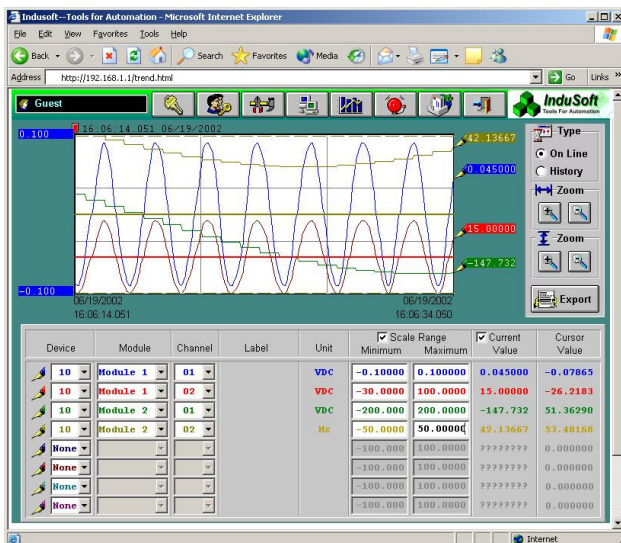 Indusoft--Tools for Automation - Microsoft Internet Explorer
File Edit View Favorites Tools Help
Back Search Favorites Media
Address http://192.168.1.1/trend.html Go Links »
Guest InduSoft
Tools For Automation
0.100 16:06:14.051 06/19/2002 42.13667
0.045000
15.00000
-147.732
-0.100
06/19/2002 06/19/2002
16:06:14.051 16:06:34.050
Type
On Line
History
Zoom
Zoom
Export
Scale Range Current Cursor
Device Module Channel Label Unit Minimum Maximum Value Value
10 Module 1 01 VDC -0.10000 0.100000 0.045000 -0.07865
10 Module 1 02 VDC -30.0000 100.0000 15.00000 -26.2183
10 Module 2 01 VDC -200.000 200.0000 -147.732 51.36290
10 Module 2 02 Hz -50.0000 50.0000 42.13667 53.48168
None -100.000 100.0000 ???????? 0.000000
None -100.000 100.0000 ???????? 0.000000
None -100.000 100.0000 ???????? 0.000000
None -100.000 100.0000 ???????? 0.000000
Internet